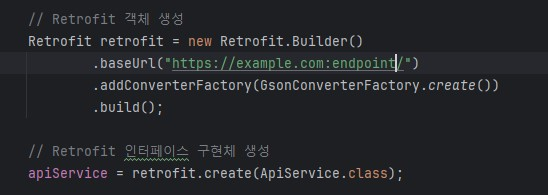 // Retrofit 객체 생성
Retrofit retrofit = new Retrofit.Builder()
.baseUrl("https://example.com:endpoint/")
.addConverterFactory(GsonConverterFactory.create())
.build();
// Retrofit 인터페이스 구현체 생성
apiService = retrofit.create(ApiService.class);